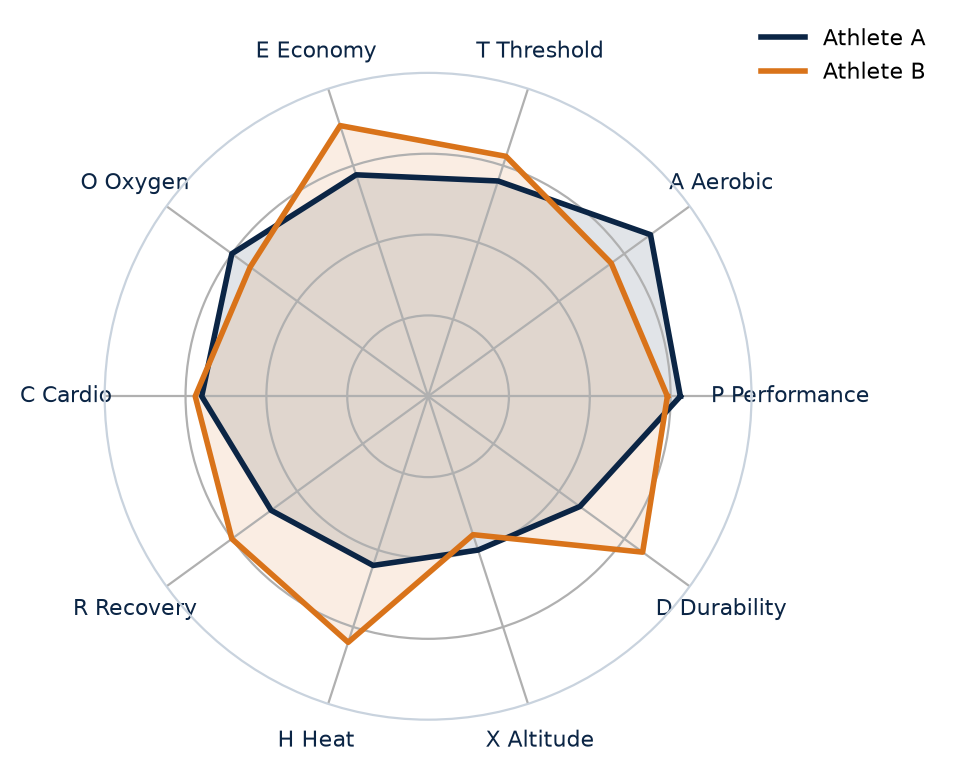 Athlete A
Athlete B
E Economy
T Threshold
O Oxygen
A Aerobic
C Cardio
P Performance
R Recovery
D Durability
H Heat
X Altitude